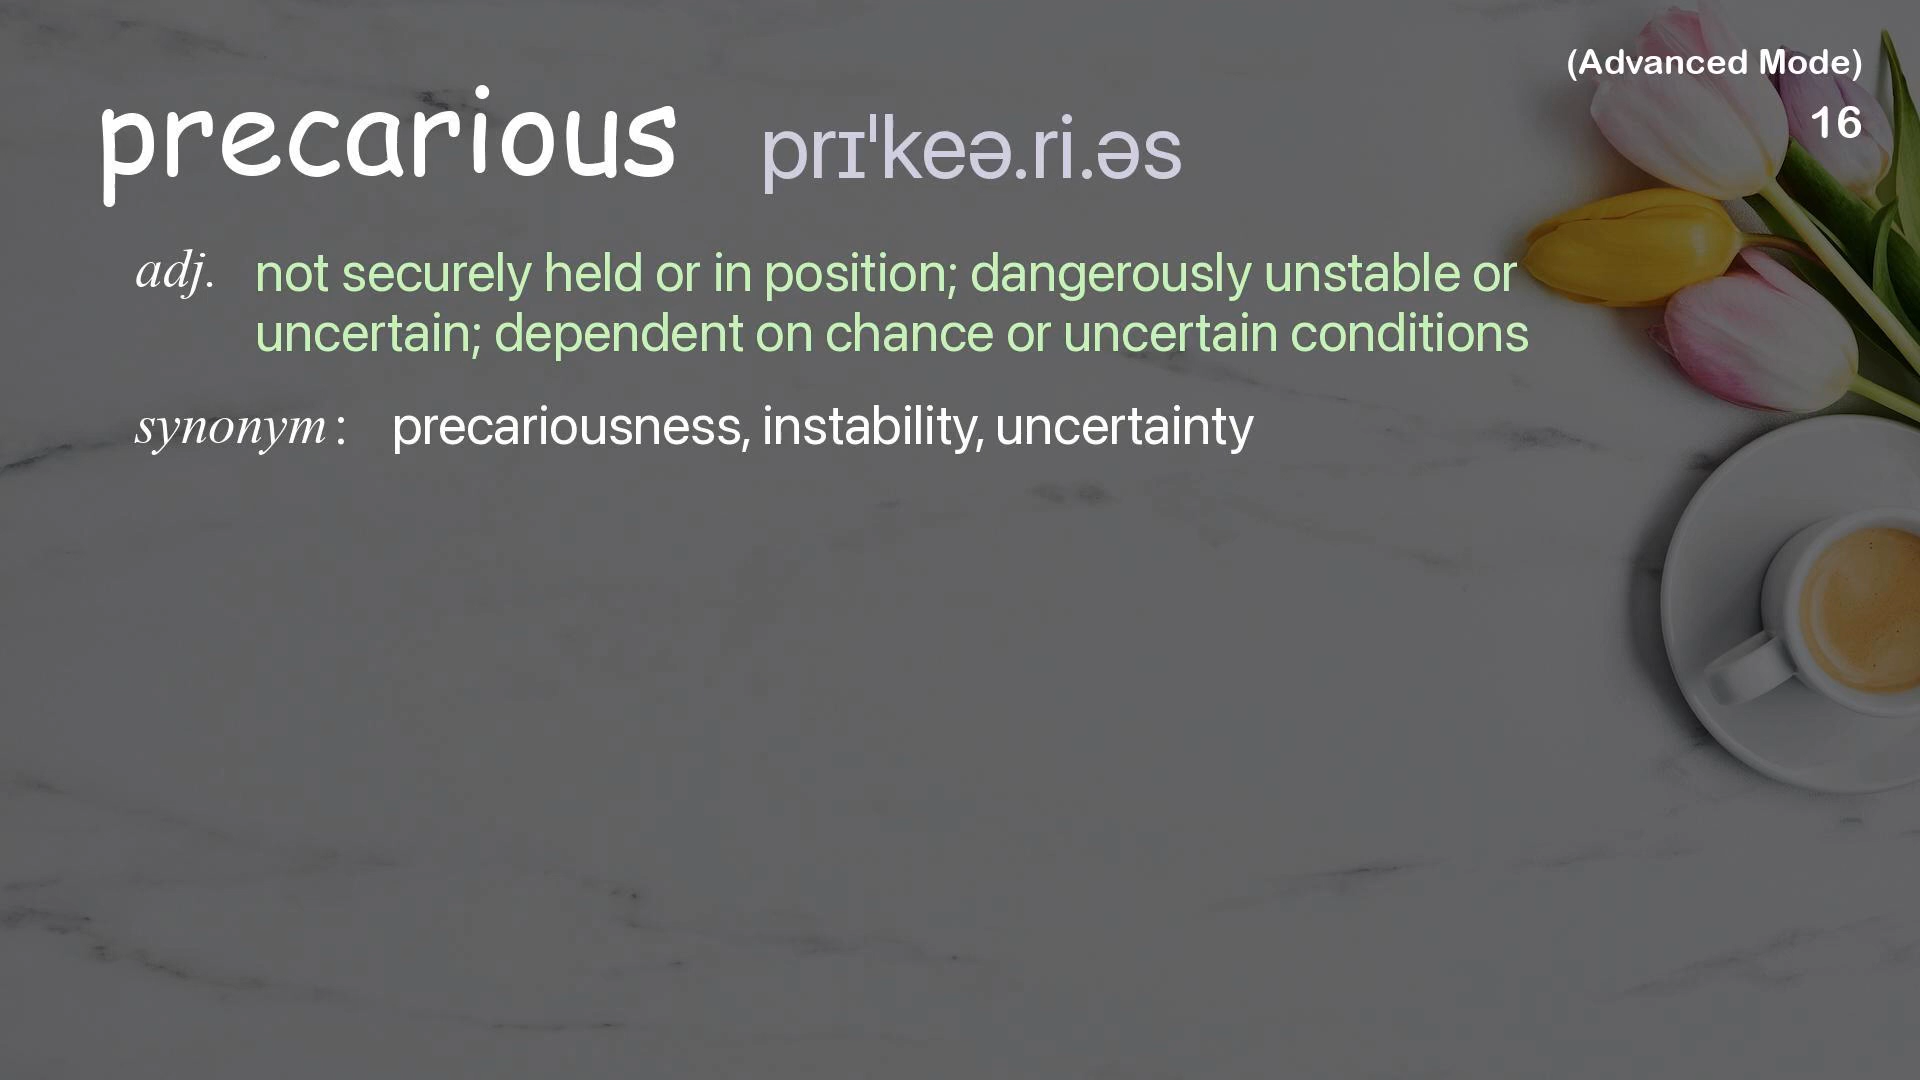 (Advanced Mode)
16
precarious prɪˈkeə.ri.əs
adj. not securely held or in position; dangerously unstable or
uncertain; dependent on chance or uncertain conditions
synonym : precariousness, instability, uncertainty